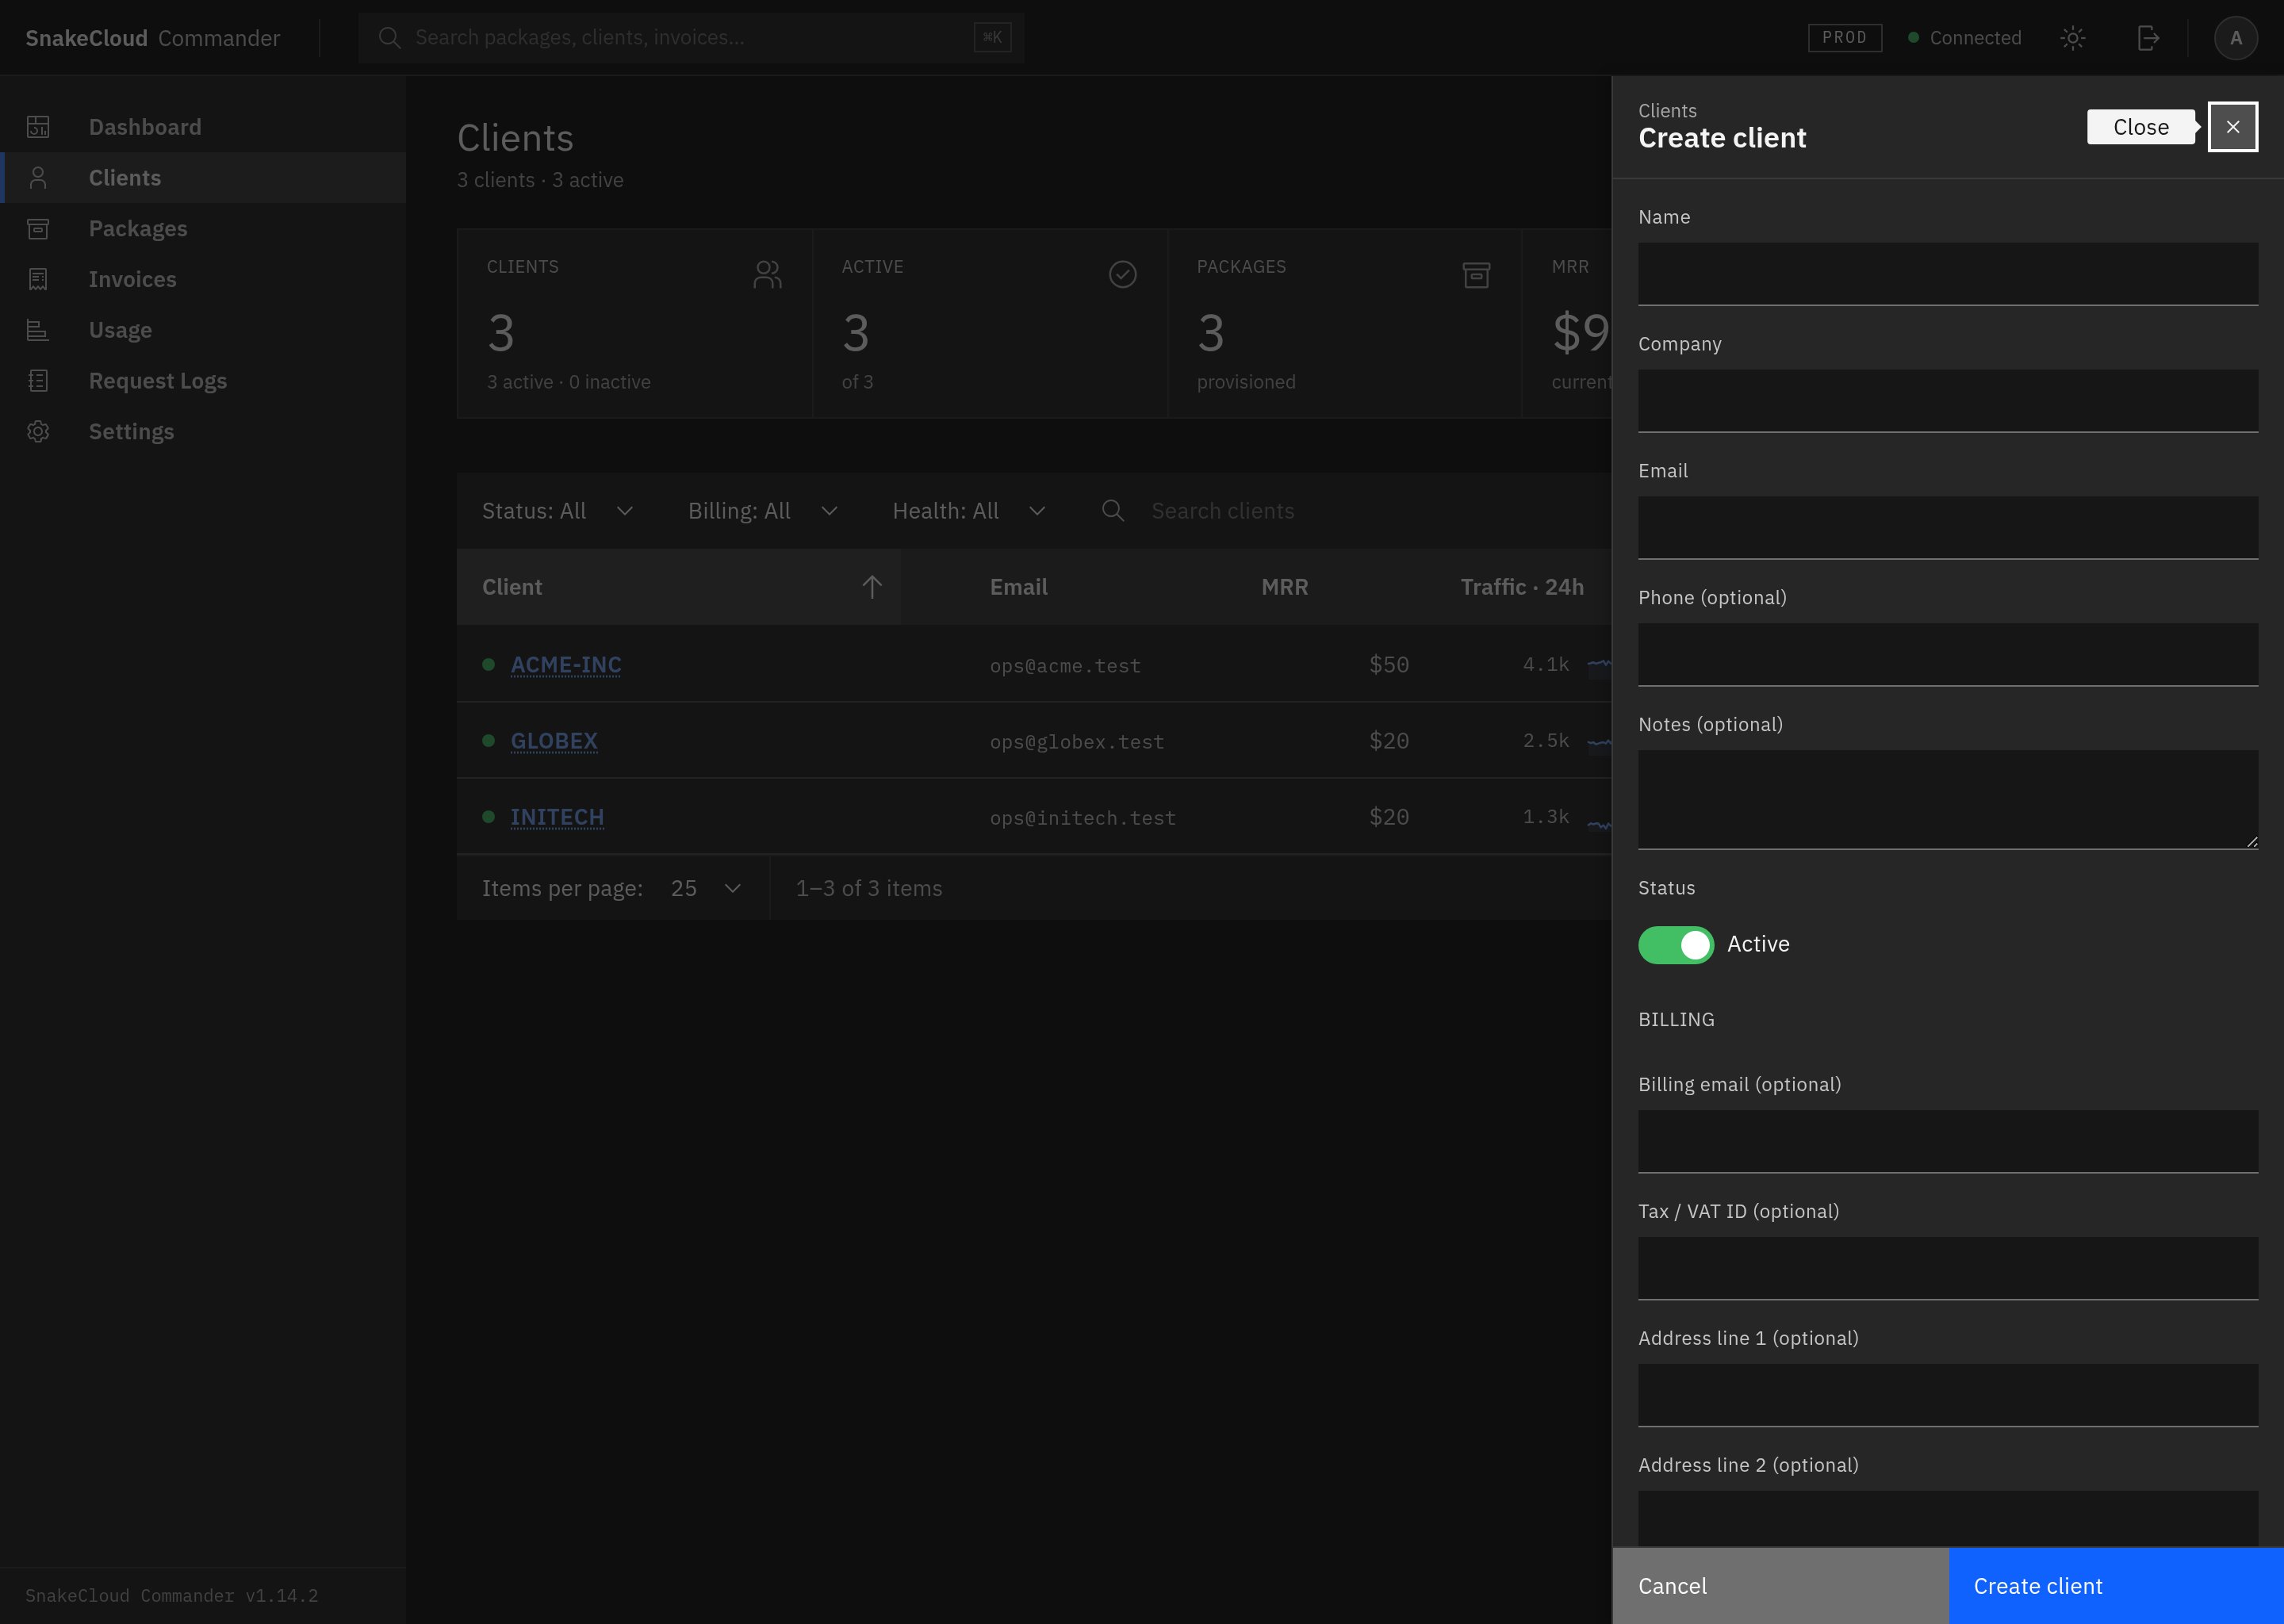 SnakeCloud Commander
Search packages, clients, invoices...
⌘K
PROD
Connected
A
Dashboard
Clients
Packages
Invoices
Usage
Request Logs
Settings
SnakeCloud Commander v1.14.2
Clients
3 clients · 3 active
CLIENTS
3
3 active · 0 inactive
ACTIVE
3
of 3
PACKAGES
3
provisioned
MRR
$9
current
Status: All
Billing: All
Health: All
Search clients
Client Email MRR Traffic · 24h
ACME-INC ops@acme.test $50 4.1k
GLOBEX ops@globex.test $20 2.5k
INITECH ops@initech.test $20 1.3k
Items per page: 25 1–3 of 3 items
Clients
Create client
Close
Name
Company
Email
Phone (optional)
Notes (optional)
Status
Active
BILLING
Billing email (optional)
Tax / VAT ID (optional)
Address line 1 (optional)
Address line 2 (optional)
Cancel
Create client